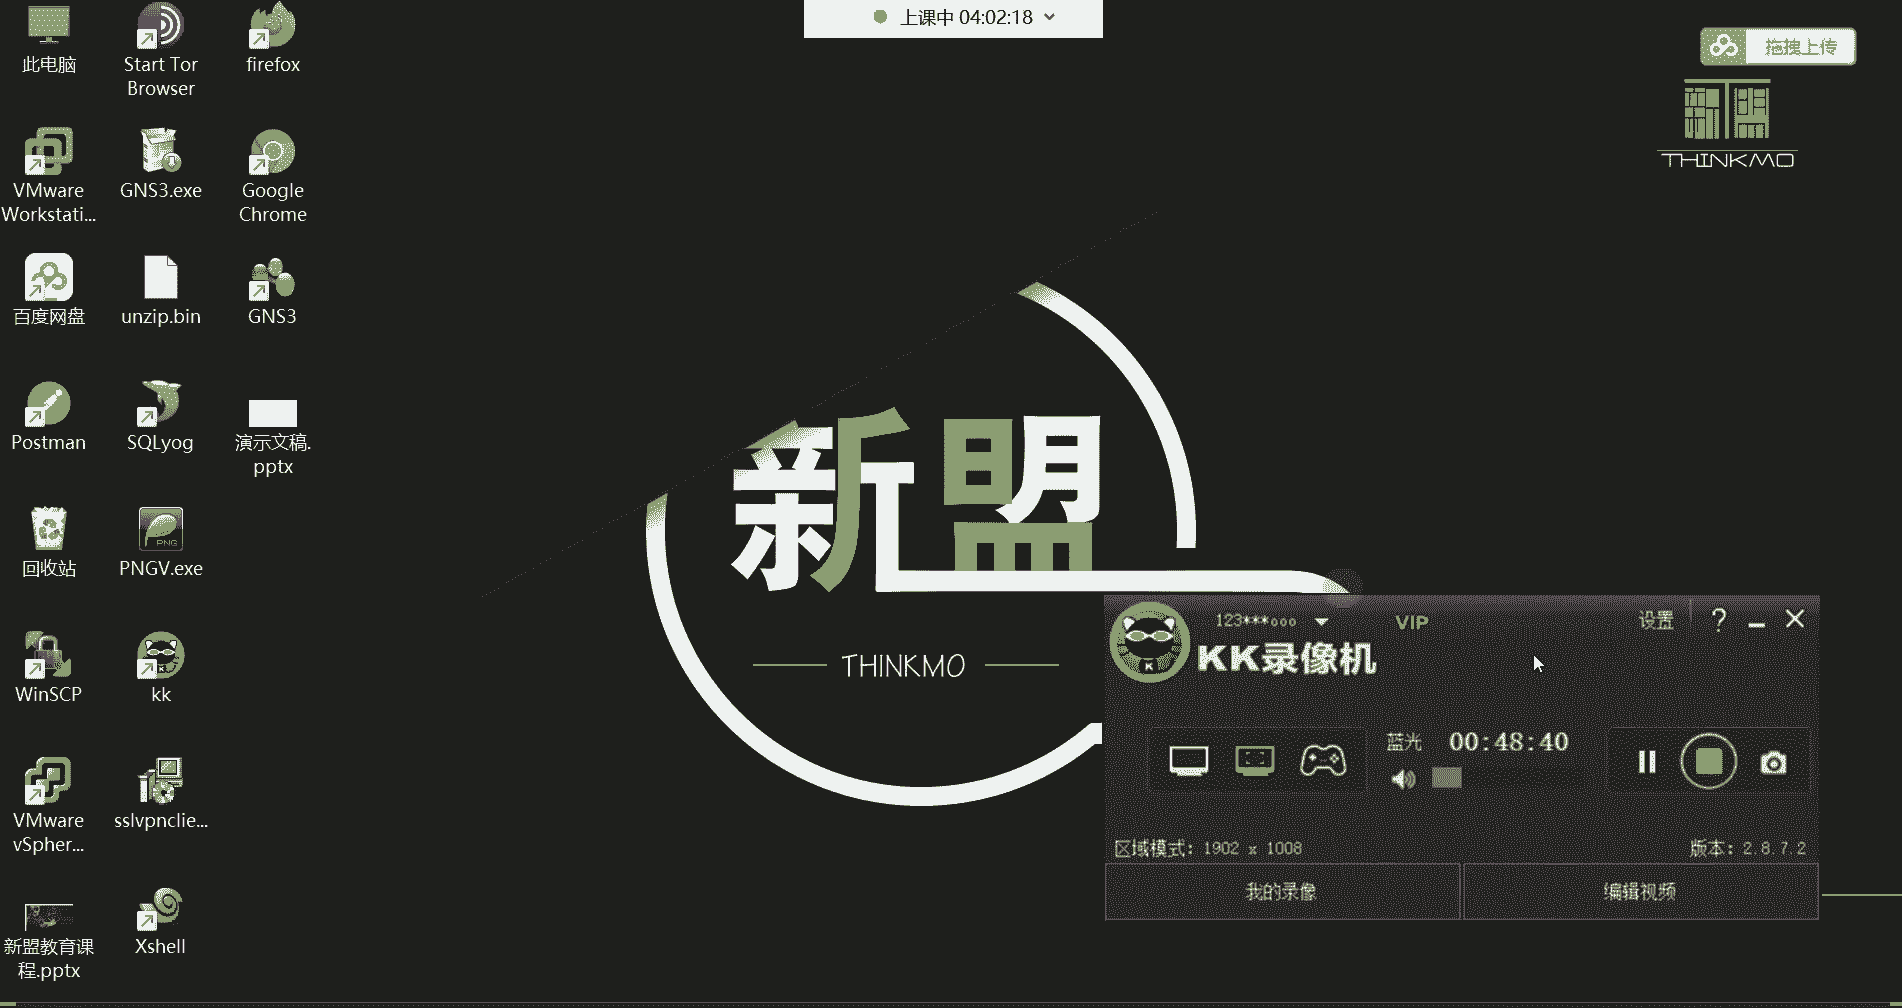 上课中 04:02:18
拖拽上传
THINKMO
此电脑
Start Tor
Browser
firefox
VMware
Workstati...
GNS3.exe
Google
Chrome
百度网盘
unzip.bin
GNS3
Postman
SQLyog
演示文稿.
pptx
回收站
PNG
PNGV.exe
WinSCP
K
kk
VMware
vSpher...
sslvpnclie...
新盟教育课
程.pptx
Xshell
新盟
THINKMO
123***ooo
VIP
设置
?
K
KK录像机
蓝光 00:48:40
区域模式: 1902 x 1008
版本: 2.8.7.2
我的录像
编辑视频